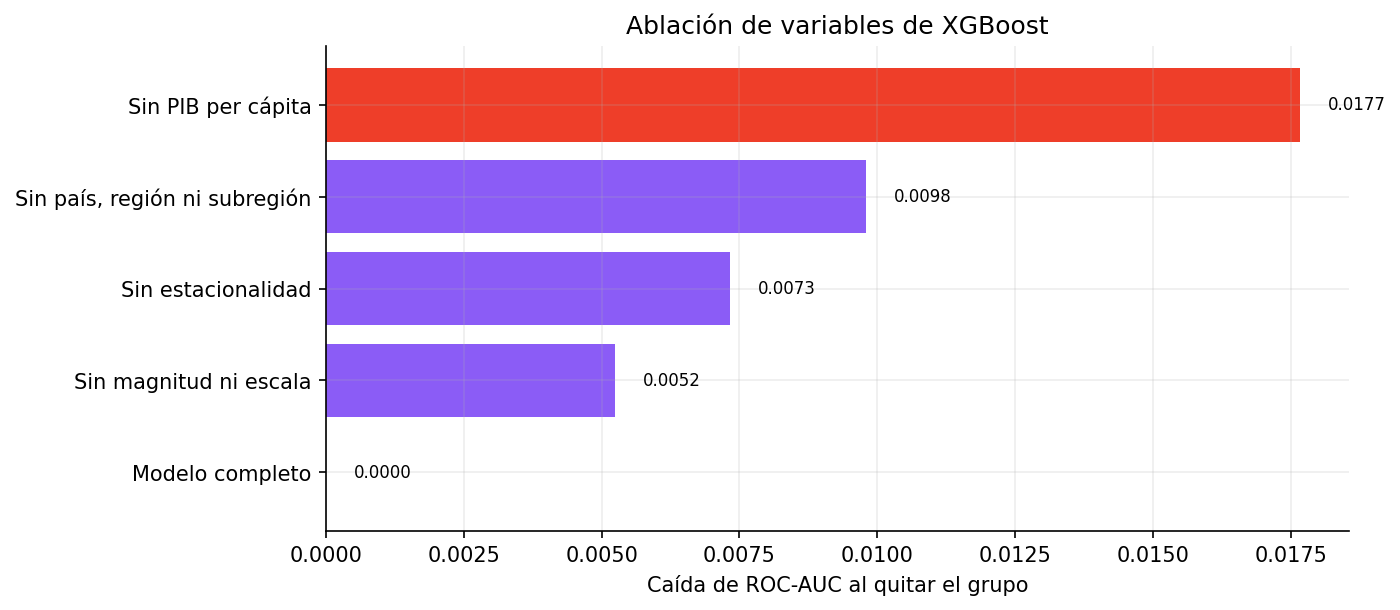 Ablación de variables de XGBoost
Sin PIB per cápita
0.0177
Sin país, región ni subregión
0.0098
Sin estacionalidad
0.0073
Sin magnitud ni escala
0.0052
Modelo completo
0.0000
0.0000 0.0025 0.0050 0.0075 0.0100 0.0125 0.0150 0.0175
Caída de ROC-AUC al quitar el grupo